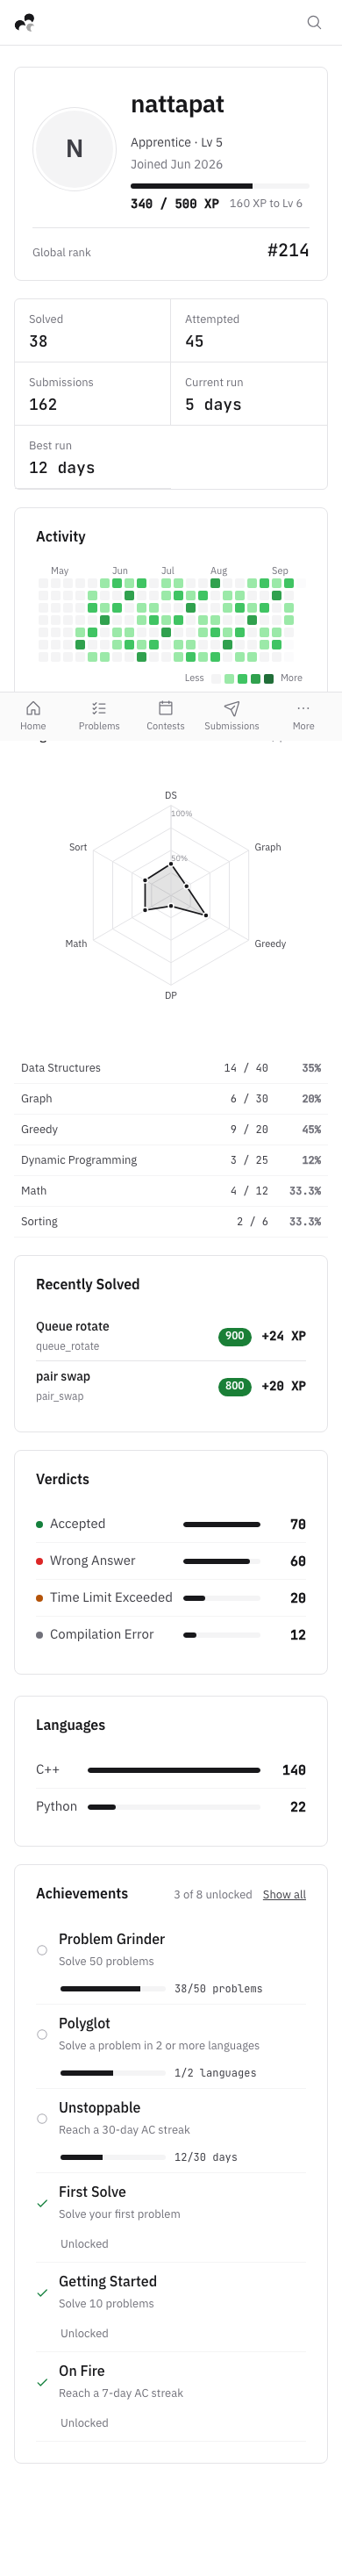 nattapat
N
Apprentice · Lv 5
Joined Jun 2026
340 / 500 XP 160 XP to Lv 6
Global rank #214
Solved
38
Attempted
45
Submissions
162
Current run
5 days
Best run
12 days
Activity
May Jun Jul Aug Sep
Less More
Home Problems Contests Submissions More
DS
100%
50%
Sort Graph
Math Greedy
DP
Data Structures 14 / 40 35%
Graph 6 / 30 20%
Greedy 9 / 20 45%
Dynamic Programming 3 / 25 12%
Math 4 / 12 33.3%
Sorting 2 / 6 33.3%
Recently Solved
Queue rotate
queue_rotate
900 +24 XP
pair swap
pair_swap
800 +20 XP
Verdicts
Accepted 70
Wrong Answer 60
Time Limit Exceeded 20
Compilation Error 12
Languages
C++ 140
Python 22
Achievements 3 of 8 unlocked Show all
Problem Grinder
Solve 50 problems
38/50 problems
Polyglot
Solve a problem in 2 or more languages
1/2 languages
Unstoppable
Reach a 30-day AC streak
12/30 days
First Solve
Solve your first problem
Unlocked
Getting Started
Solve 10 problems
Unlocked
On Fire
Reach a 7-day AC streak
Unlocked